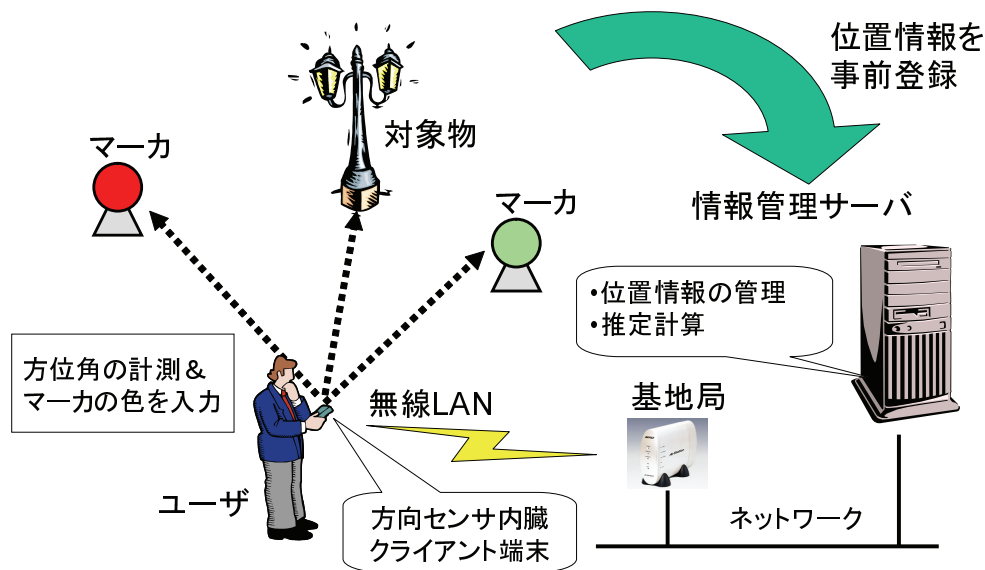 位置情報を
事前登録
対象物
マーカ
マーカ
情報管理サーバ
・位置情報の管理
・推定計算
方位角の計測＆
マーカの色を入力
無線LAN
基地局
ユーザ
方向センサ内臓
クライアント端末
ネットワーク